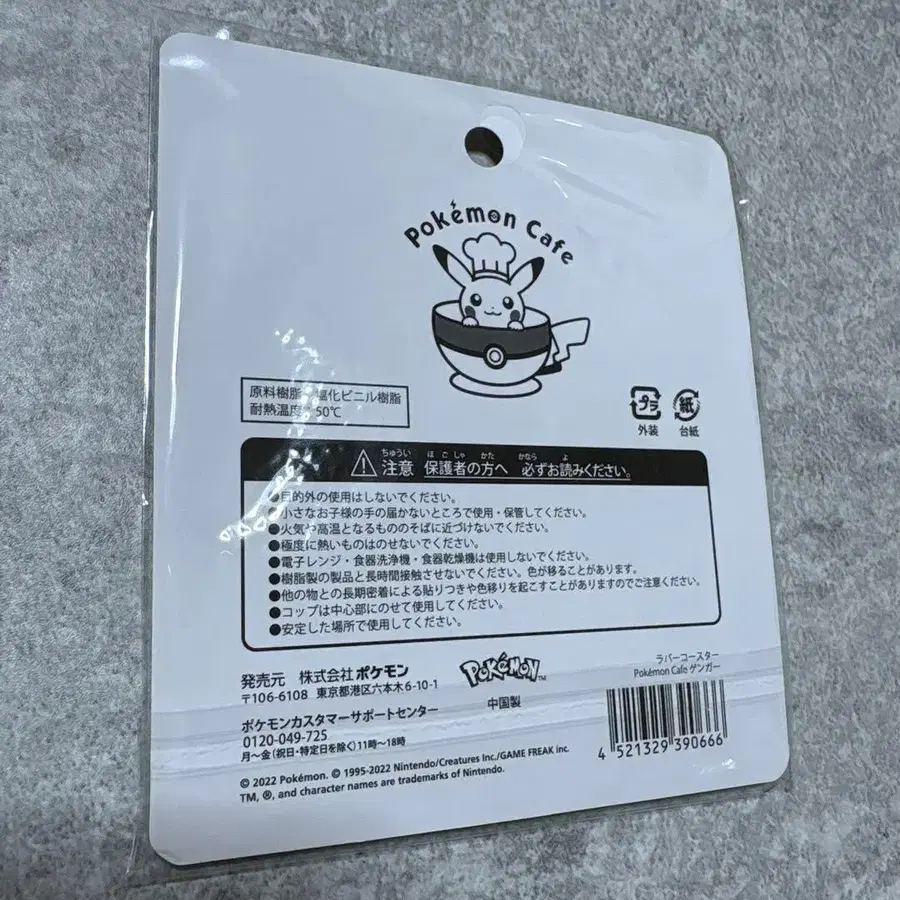 Pokémon Cafe
原料樹脂 塩化ビニル樹脂
耐熱温度 50℃
プラ
外装
紙
台紙
ちゅうい ほごしゃ かた かなら よ
注意 保護者の方へ 必ずお読みください。
●目的外の使用はしないでください。
●小さなお子様の手の届かないところで使用・保管してください。
●火気や高温となるもののそばに近づけないでください。
●極度に熱いものはのせないでください。
●電子レンジ・食器洗浄機・食器乾燥機は使用しないでください。
●樹脂製の製品と長時間接触させないでください。色が移ることがあります。
●他の物との長期密着による貼りつきや色移りを起こすことがありますのでご注意ください。
●コップは中心部にのせて使用してください。
●安定した場所で使用してください。
発売元 株式会社ポケモン
〒106-6108 東京都港区六本木6-10-1
ポケモンカスタマーサポートセンター
0120-049-725
月〜金(祝日・特定日を除く)11時〜18時
POKÉMON TM
中国製
ラバーコースター
Pokémon Cafe ゲンガー
4 521329 390666
© 2022 Pokémon. © 1995-2022 Nintendo/Creatures Inc./GAME FREAK inc.
TM, ®, and character names are trademarks of Nintendo.